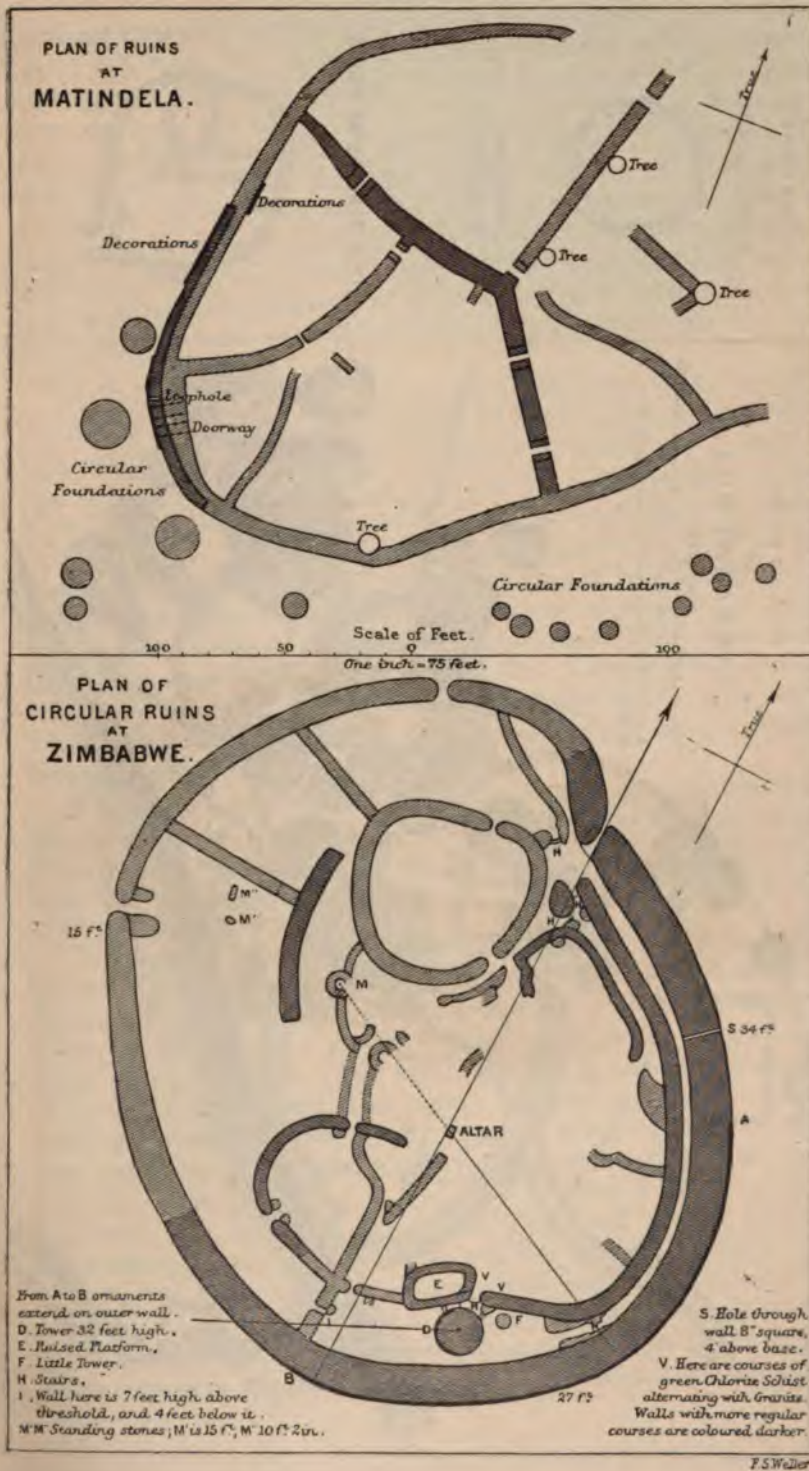 PLAN OF RUINS
AT
MATINDELA.
True
Tree
Decorations
Decorations
Tree
Tree
Loophole
Doorway
Circular
Foundations
Tree
Circular Foundations
Scale of Feet.
100 50 0 100
One inch = 75 feet.
PLAN OF
CIRCULAR RUINS
AT
ZIMBABWE.
True
H
M"
M'
15 ft.
H
M
S 34 ft.
A
ALTAR
E
V
V
F
D
B
27 ft.
From A to B ornaments
extend on outer wall.
D. Tower 32 feet high.
E. Raised Platform.
F. Little Tower.
H. Stairs.
I. Wall here is 7 feet high above
threshold, and 4 feet below it.
M'M" Standing stones; M' is 15 ft., M" 10 ft. 2 in.
S. Hole through
wall 8" square,
4' above base.
V. Here are courses of
green Chlorite Schist
alternating with Granite.
Walls with more regular
courses are coloured darker.
F.S. Weller